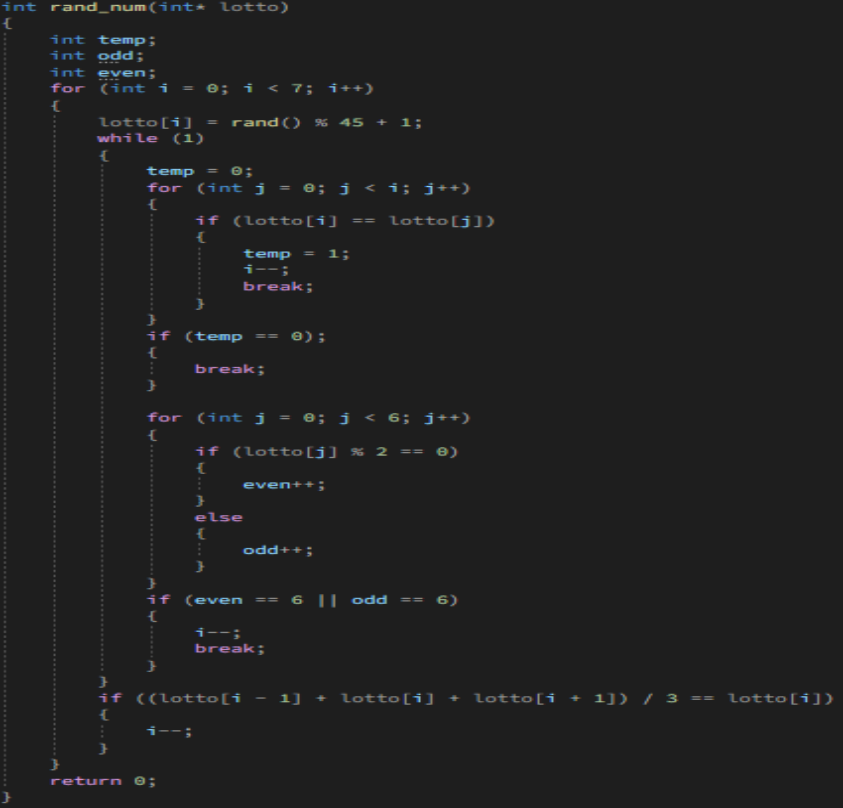 int rand_num(int* lotto)
{
    int temp;
    int odd;
    int even;
    for (int i = 0; i < 7; i++)
    {
        lotto[i] = rand() % 45 + 1;
        while (1)
        {
            temp = 0;
            for (int j = 0; j < i; j++)
            {
                if (lotto[i] == lotto[j])
                {
                    temp = 1;
                    i--;
                    break;
                }
            }
            if (temp == 0);
            {
                break;
            }

            for (int j = 0; j < 6; j++)
            {
                if (lotto[j] % 2 == 0)
                {
                    even++;
                }
                else
                {
                    odd++;
                }
            }
            if (even == 6 || odd == 6)
            {
                i--;
                break;
            }
        }
        if ((lotto[i - 1] + lotto[i] + lotto[i + 1]) / 3 == lotto[i])
        {
            i--;
        }
    }
    return 0;
}